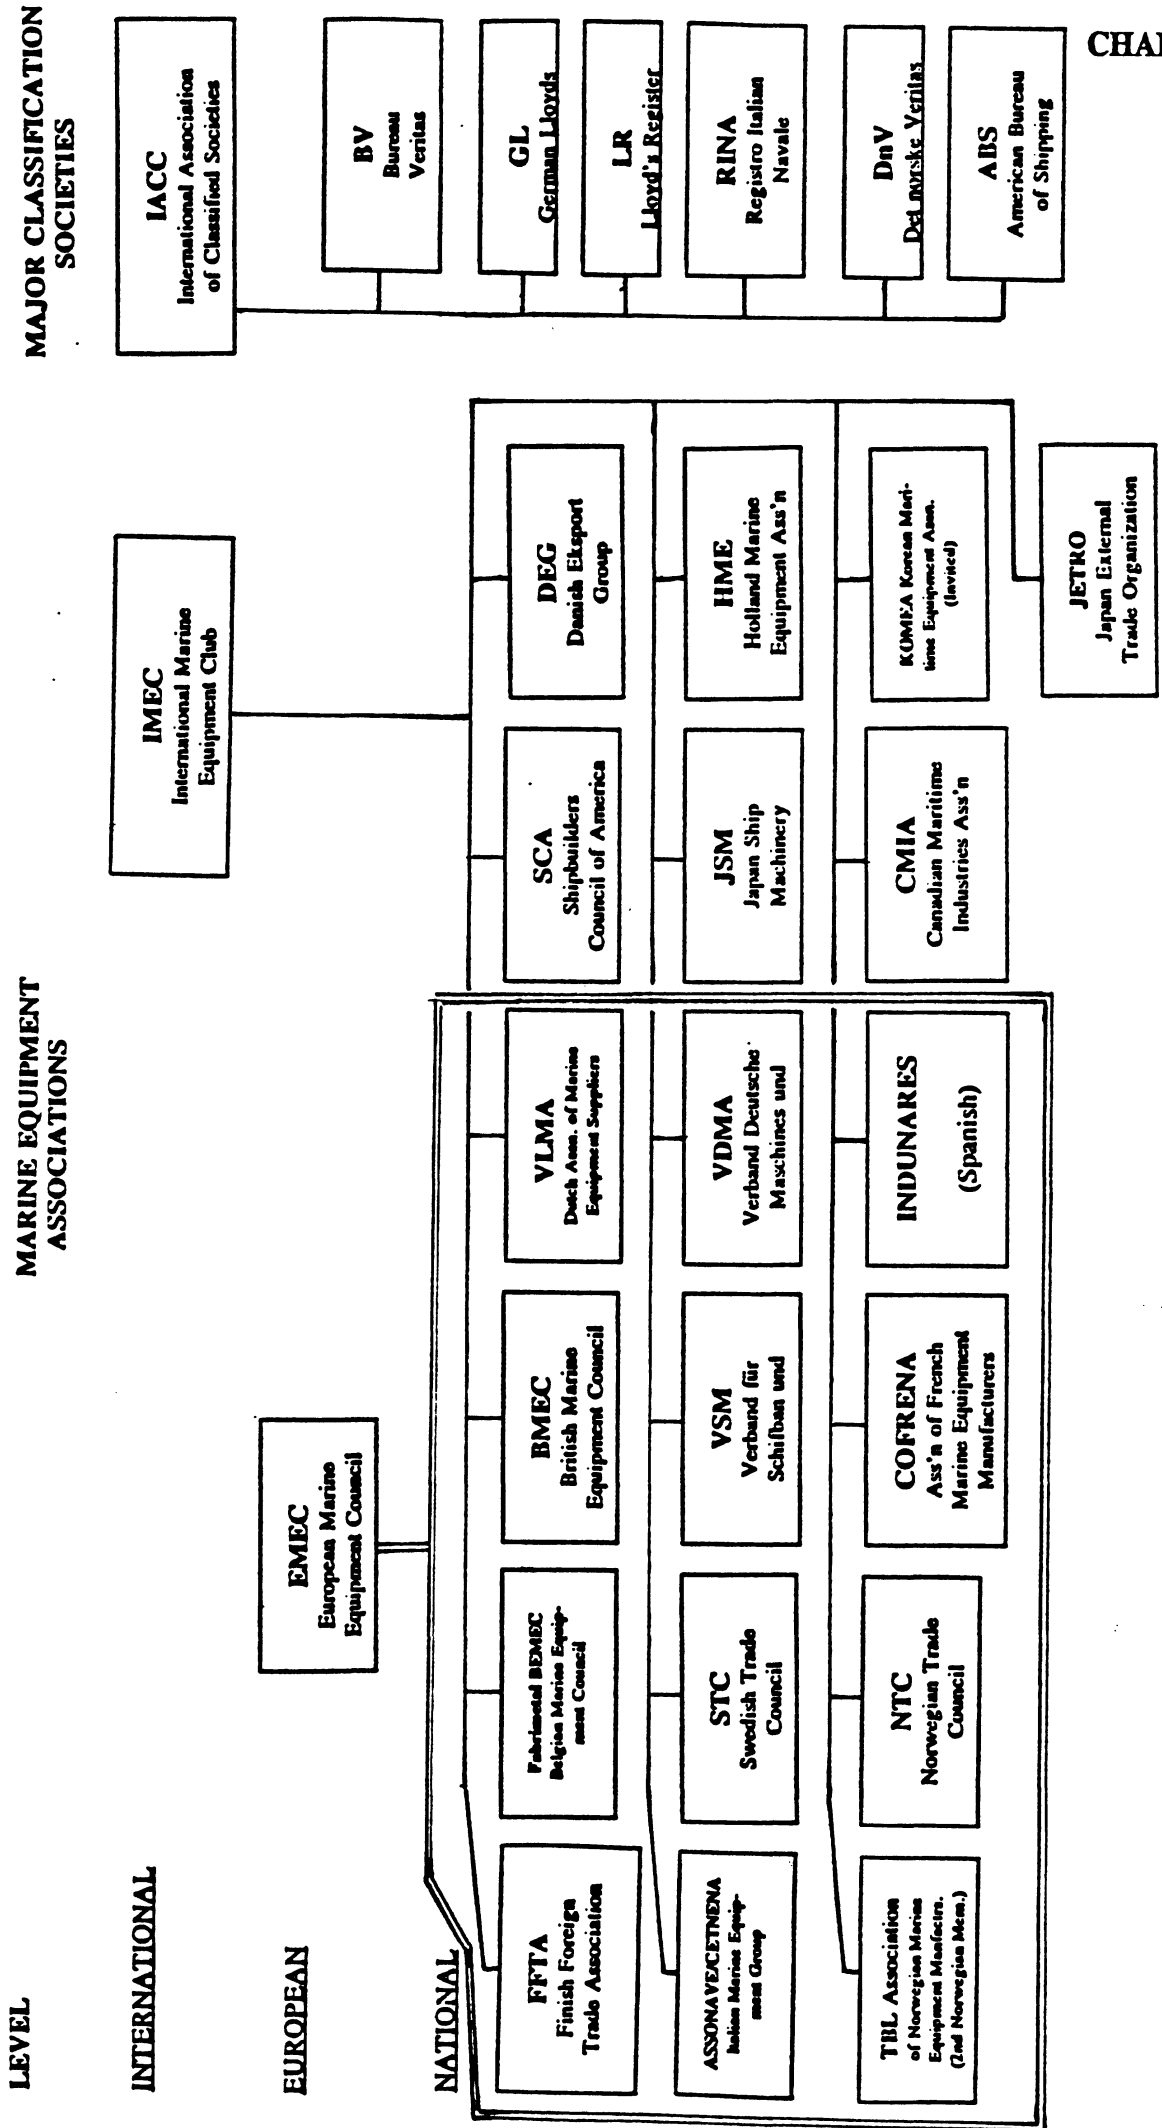 LEVEL
MARINE EQUIPMENT
ASSOCIATIONS
MAJOR CLASSIFICATION
SOCIETIES
INTERNATIONAL
IMEC
International Marine
Equipment Club
IACC
International Association
of Classified Societies
EUROPEAN
EMEC
European Marine
Equipment Council
NATIONAL
FFTA
Finish Foreign
Trade Association
Fabrimetal BEMEC
Belgian Marine Equip-
ment Council
BMEC
British Marine
Equipment Council
VLMA
Dutch Assn. of Marine
Equipment Suppliers
SCA
Shipbuilders
Council of America
DEG
Danish Eksport
Group
ASSONAVE/CETNENA
Italian Marine Equip-
ment Group
STC
Swedish Trade
Council
VSM
Verband für
Schifban und
VDMA
Verband Deutsche
Maschines und
JSM
Japan Ship
Machinery
HME
Holland Marine
Equipment Ass'n
TBL Association
of Norwegian Marine
Equipment Manfactrs.
(2nd Norwegian Mem.)
NTC
Norwegian Trade
Council
COFRENA
Ass'n of French
Marine Equipment
Manufacturers
INDUNARES
(Spanish)
CMIA
Canadian Maritime
Industries Ass'n
KOMEA Korean Mari-
time Equipment Assn.
(Invited)
JETRO
Japan External
Trade Organization
BV
Bureau
Veritas
GL
German Lloyds
LR
Lloyd's Register
RINA
Registro Italian
Navale
DnV
Det norske Veritas
ABS
American Bureau
of Shipping